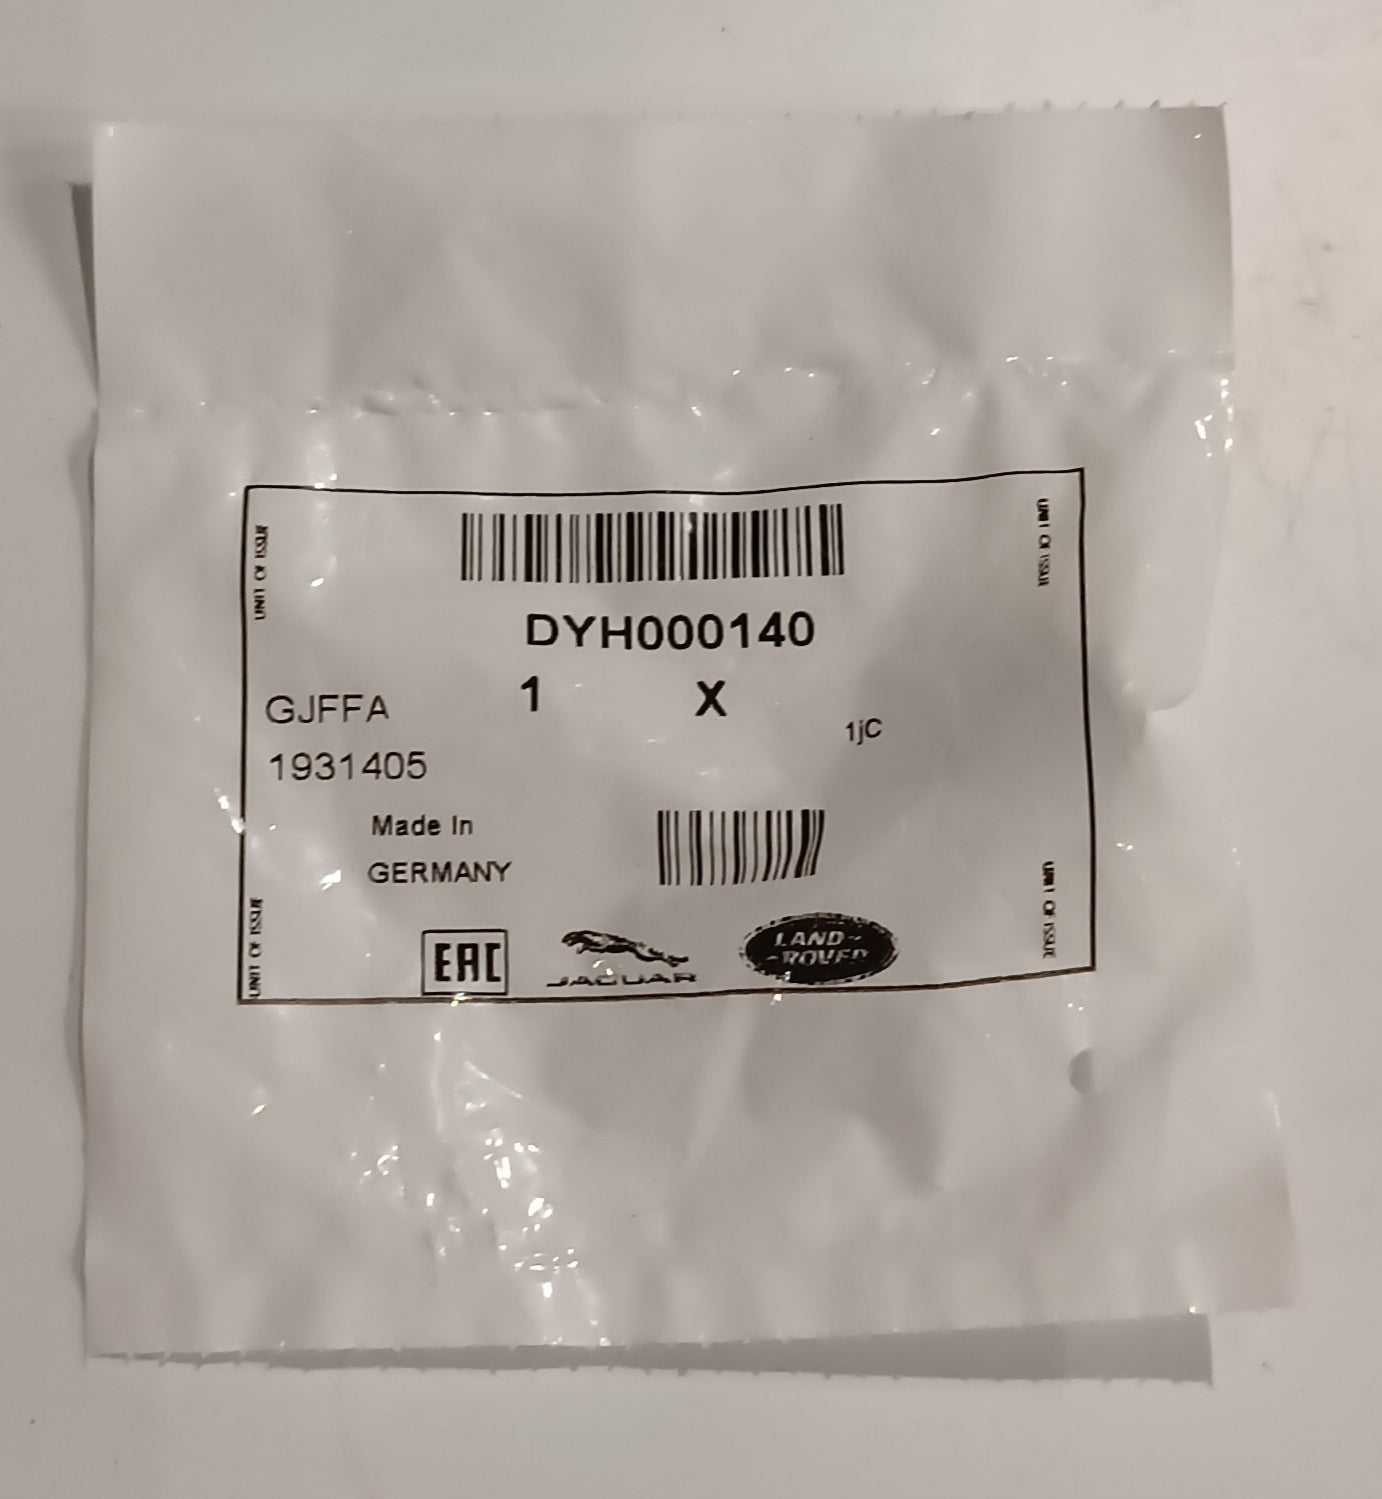 UNIT OF ISSUE
UNIT OF ISSUE
DYH000140
1 X
GJFFA
1jC
1931405
Made In
GERMANY
UNIT OF ISSUE
UNIT OF ISSUE
EAC
JAGUAR
LAND-
-ROVER